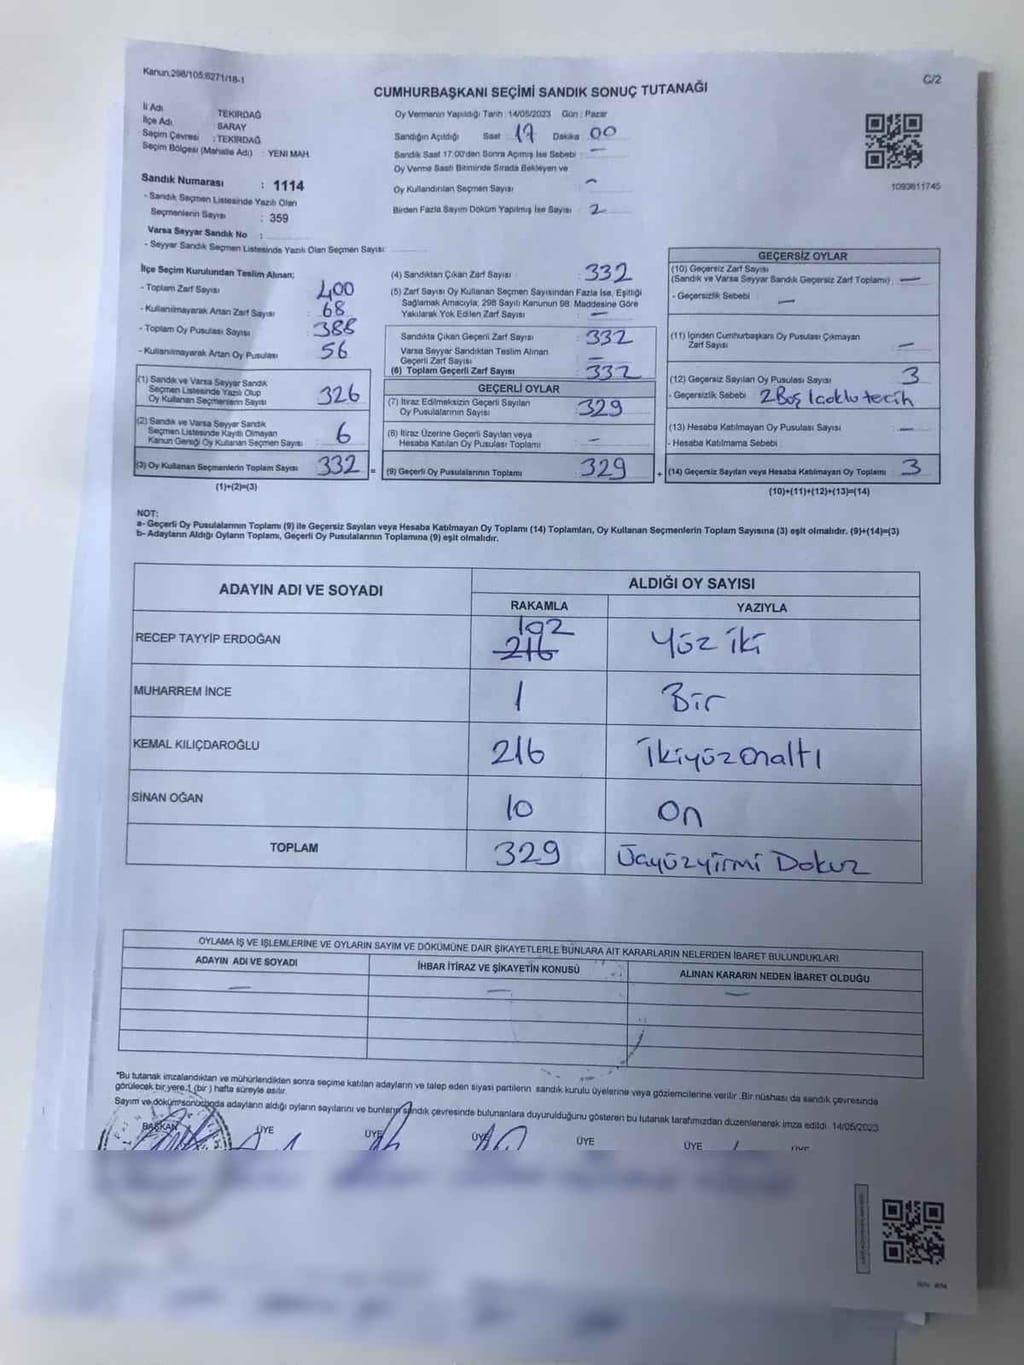 Kanun;298/105;6271/18-1
C/2
CUMHURBAŞKANI SEÇİMİ SANDIK SONUÇ TUTANAĞI
İl Adı TEKİRDAĞ
İlçe Adı SARAY
Seçim Çevresi : TEKİRDAĞ
Seçim Bölgesi (Mahalle Adı) : YENİ MAH.
Oy Vermenin Yapıldığı Tarih :14/05/2023 Gün : Pazar
Sandığın Açıldığı Saat : 17 Dakika 00
Sandık Saat 17:00'den Sonra Açılmış İse Sebebi : —
Oy Verme Saati Bitiminde Sırada Bekleyen ve
Oy Kullandırılan Seçmen Sayısı —
Birden Fazla Sayım Döküm Yapılmış İse Sayısı : 2
1093811745
Sandık Numarası : 1114
- Sandık Seçmen Listesinde Yazılı Olan
Seçmenlerin Sayısı : 359
Varsa Seyyar Sandık No :
- Seyyar Sandık Seçmen Listesinde Yazılı Olan Seçmen Sayısı:
İlçe Seçim Kurulundan Teslim Alınan;
- Toplam Zarf Sayısı : 400
- Kullanılmayarak Artan Zarf Sayısı : 68
- Toplam Oy Pusulası Sayısı : 388
- Kullanılmayarak Artan Oy Pusulası : 56
(1) Sandık ve Varsa Seyyar Sandık
Seçmen Listesinde Yazılı Olup
Oy Kullanan Seçmenlerin Sayısı 326
(2) Sandık ve Varsa Seyyar Sandık
Seçmen Listesinde Kayıtlı Olmayan
Kanun Gereği Oy Kullanan Seçmen Sayısı 6
(3) Oy Kullanan Seçmenlerin Toplam Sayısı 332 =
(1)+(2)=(3)
(4) Sandıktan Çıkan Zarf Sayısı : 332
(5) Zarf Sayısı Oy Kullanan Seçmen Sayısından Fazla İse, Eşitliği
Sağlamak Amacıyla, 298 Sayılı Kanunun 98. Maddesine Göre
Yakılarak Yok Edilen Zarf Sayısı : —
Sandıkta Çıkan Geçerli Zarf Sayısı : 332
Varsa Seyyar Sandıktan Teslim Alınan
Geçerli Zarf Sayısı —
(6) Toplam Geçerli Zarf Sayısı : 332
GEÇERLİ OYLAR
(7) İtiraz Edilmeksizin Geçerli Sayılan
Oy Pusulalarının Sayısı : 329
(8) İtiraz Üzerine Geçerli Sayılan veya
Hesaba Katılan Oy Pusulası Toplamı : —
(9) Geçerli Oy Pusulalarının Toplamı : 329 +
GEÇERSİZ OYLAR
(10) Geçersiz Zarf Sayısı
(Sandık ve Varsa Seyyar Sandık Geçersiz Zarf Toplamı) : —
- Geçersizlik Sebebi : —
(11) İçinden Cumhurbaşkanı Oy Pusulası Çıkmayan
Zarf Sayısı : —
(12) Geçersiz Sayılan Oy Pusulası Sayısı : 3
- Geçersizlik Sebebi 2 Boş 1
(13) Hesaba Katılmayan Oy Pusulası Sayısı : —
- Hesaba Katılmama Sebebi :
(14) Geçersiz Sayılan veya Hesaba Katılmayan Oy Toplamı : 3
(10)+(11)+(12)+(13)=(14)
NOT:
a- Geçerli Oy Pusulalarının Toplamı (9) ile Geçersiz Sayılan veya Hesaba Katılmayan Oy Toplamı (14) Toplamları, Oy Kullanan Seçmenlerin Toplam Sayısına (3) eşit olmalıdır. (9)+(14)=(3)
b- Adayların Aldığı Oyların Toplamı, Geçerli Oy Pusulalarının Toplamına (9) eşit olmalıdır.
ADAYIN ADI VE SOYADI
ALDIĞI OY SAYISI
RAKAMLA YAZIYLA
RECEP TAYYİP ERDOĞAN 102 216 Yüz iki
MUHARREM İNCE 1 Bir
KEMAL KILIÇDAROĞLU 216 İkiyüzonaltı
SİNAN OĞAN 10 On
TOPLAM 329 Üayüzyirmi Dokuz
OYLAMA İŞ VE İŞLEMLERİNE VE OYLARIN SAYIM VE DÖKÜMÜNE DAİR ŞİKAYETLERLE BUNLARA AİT KARARLARIN NELERDEN İBARET BULUNDUKLARI
ADAYIN ADI VE SOYADI İHBAR İTİRAZ VE ŞİKAYETİN KONUSU ALINAN KARARIN NEDEN İBARET OLDUĞU
— — —
*Bu tutanak imzalandıktan ve mühürlendikten sonra seçime katılan adayların ve talep eden siyasi partilerin sandık kurulu üyelerine veya gözlemcilerine verilir .Bir nüshası da sandık çevresinde
görülecek bir yere 1 (bir ) hafta süreyle asılır.
Sayım ve döküm sonucunda adayların aldığı oyların sayılarını ve bunların sandık çevresinde bulunanlara duyurulduğunu gösteren bu tutanak tarafımızdan düzenlenerek imza edildi. 14/05/2023
BAŞKAN ÜYE ÜYE ÜYE ÜYE ÜYE ÜYE